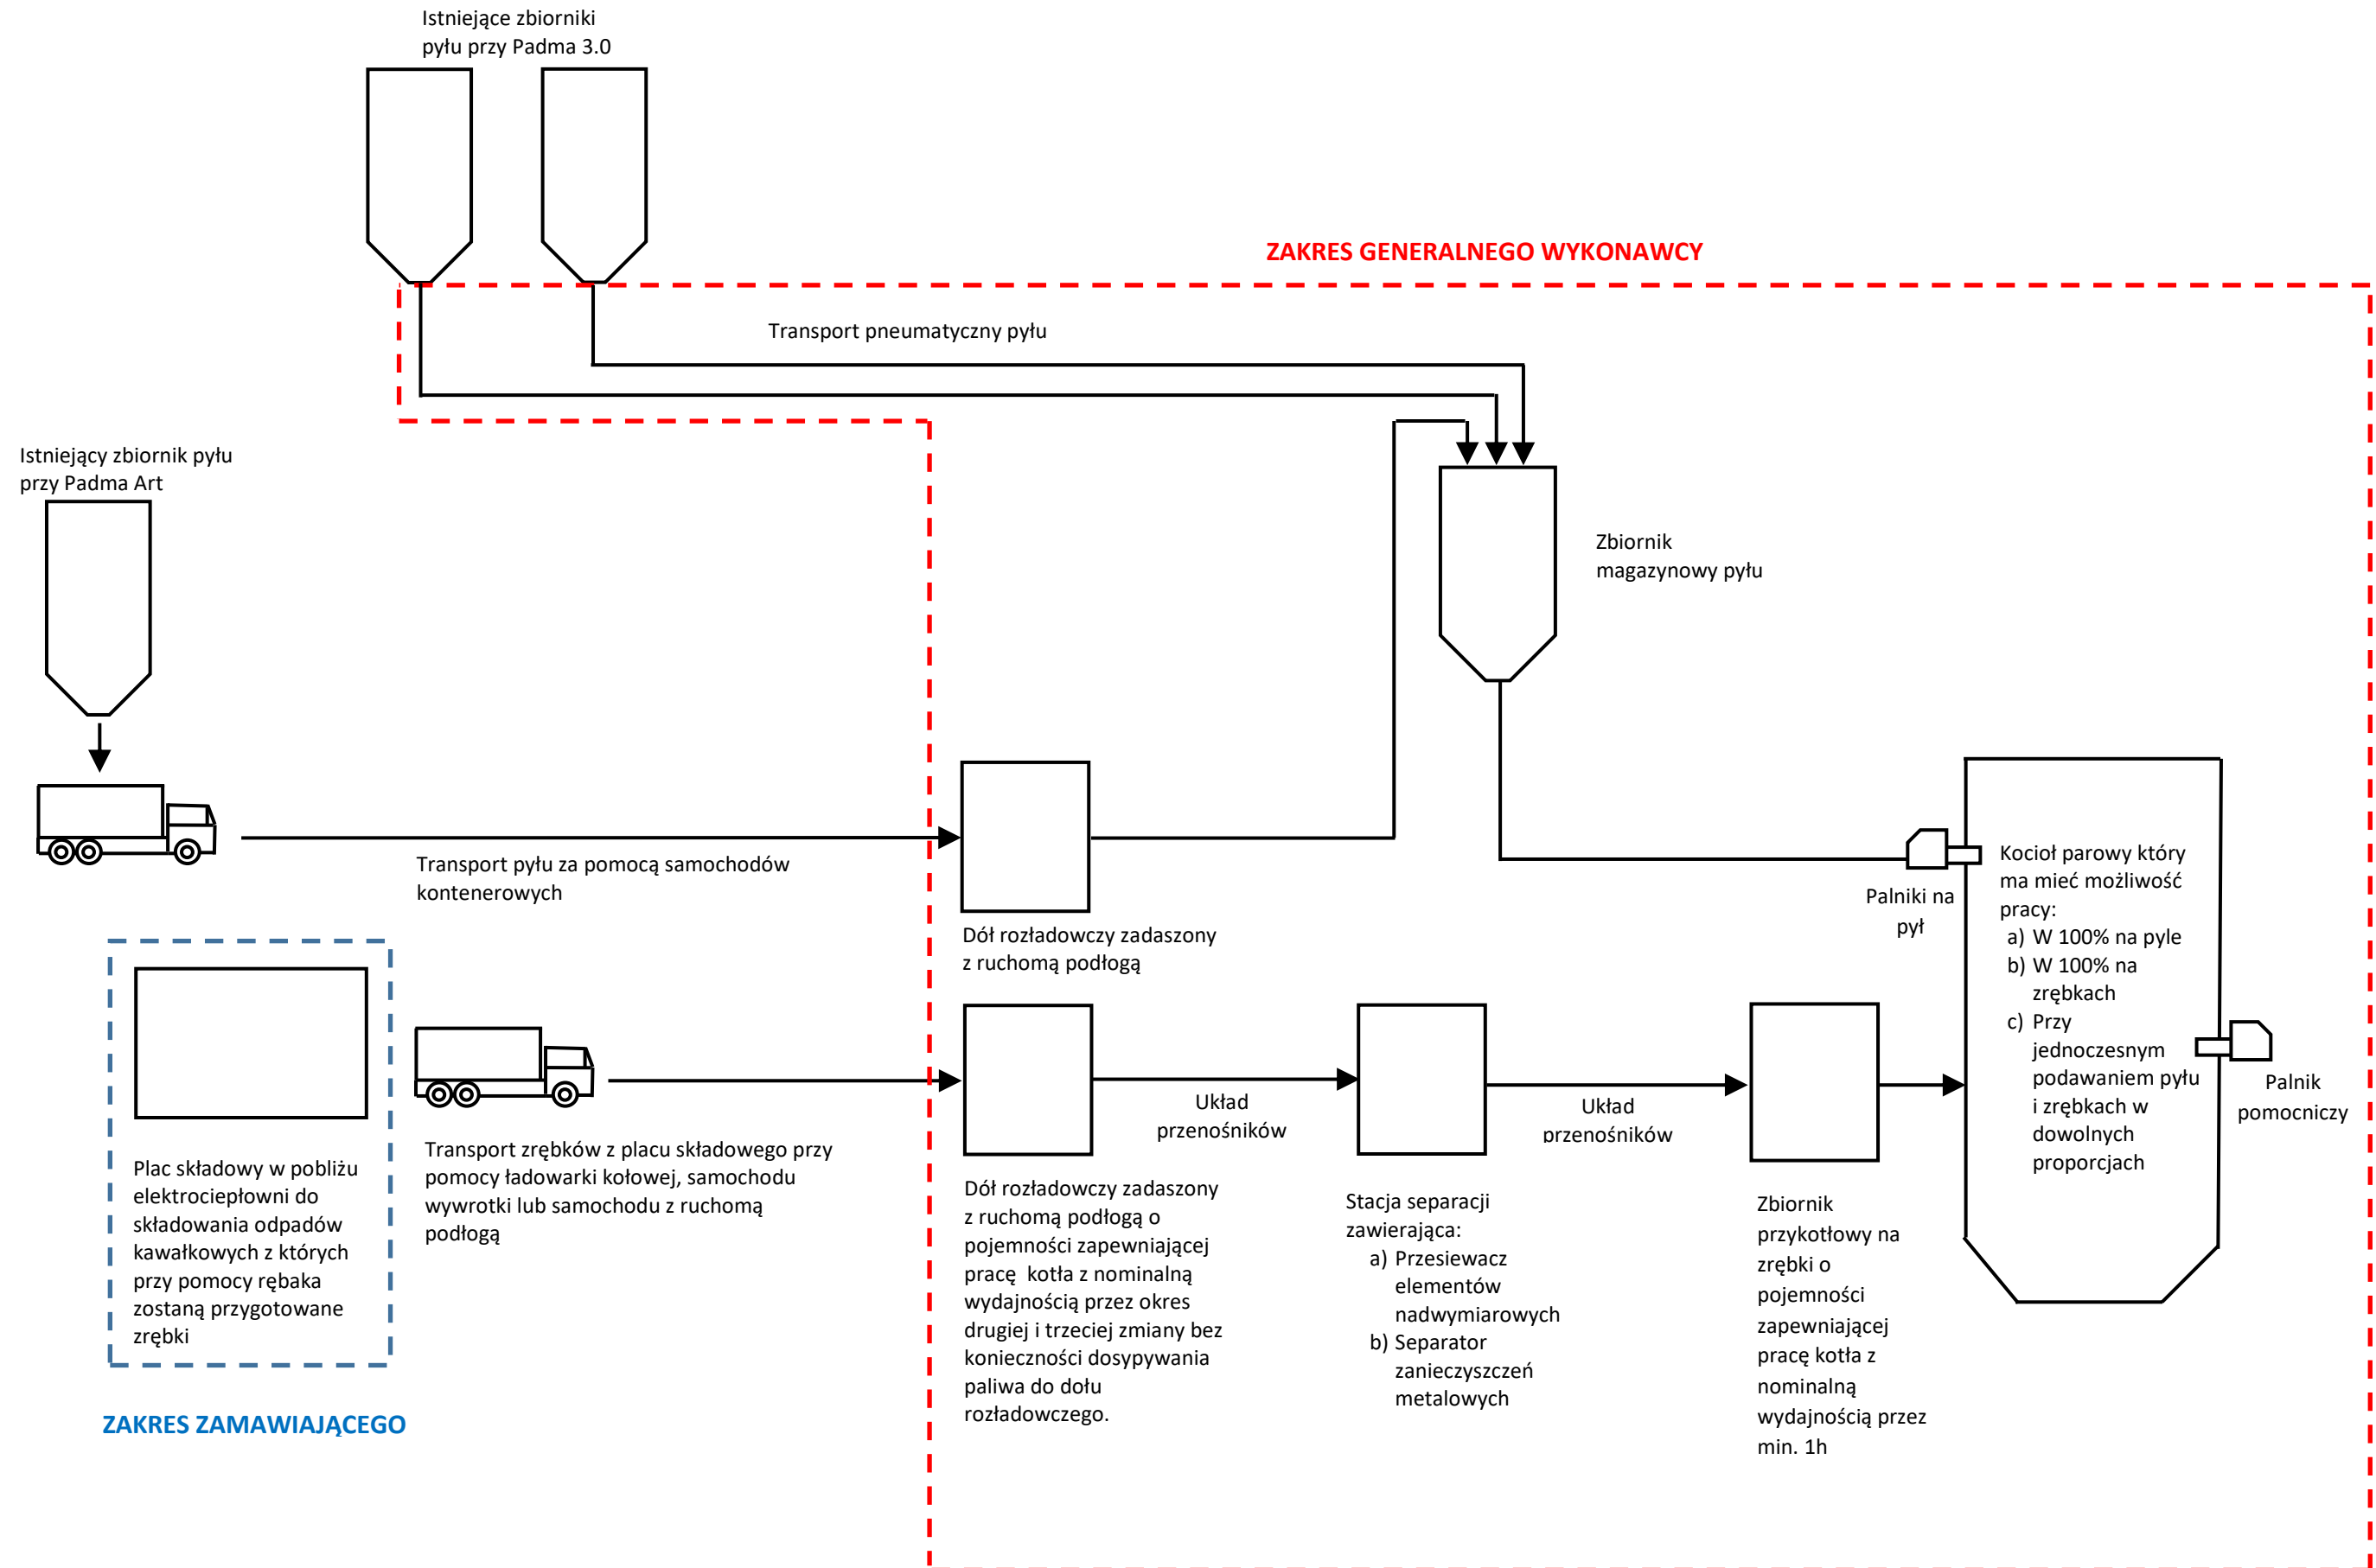 Istniejące zbiorniki
pyłu przy Padma 3.0
ZAKRES GENERALNEGO WYKONAWCY
Transport pneumatyczny pyłu
Istniejący zbiornik pyłu
przy Padma Art
Zbiornik
magazynowy pyłu
Transport pyłu za pomocą samochodów
kontenerowych
Dół rozładowczy zadaszony
z ruchomą podłogą
Palniki na
pył
Kocioł parowy który
ma mieć możliwość
pracy:
a) W 100% na pyle
b) W 100% na
zrębkach
c) Przy
jednoczesnym
podawaniem pyłu
i zrębkach w
dowolnych
proporcjach
Palnik
pomocniczy
Plac składowy w pobliżu
elektrociepłowni do
składowania odpadów
kawałkowych z których
przy pomocy rębaka
zostaną przygotowane
zrębki
ZAKRES ZAMAWIAJĄCEGO
Transport zrębków z placu składowego przy
pomocy ładowarki kołowej, samochodu
wywrotki lub samochodu z ruchomą
podłogą
Dół rozładowczy zadaszony
z ruchomą podłogą o
pojemności zapewniającej
pracę kotła z nominalną
wydajnością przez okres
drugiej i trzeciej zmiany bez
konieczności dosypywania
paliwa do dołu
rozładowczego.
Układ
przenośników
Stacja separacji
zawierająca:
a) Przesiewacz
elementów
nadwymiarowych
b) Separator
zanieczyszczeń
metalowych
Układ
przenośników
Zbiornik
przykotłowy na
zrębki o
pojemności
zapewniającej
pracę kotła z
nominalną
wydajnością przez
min. 1h